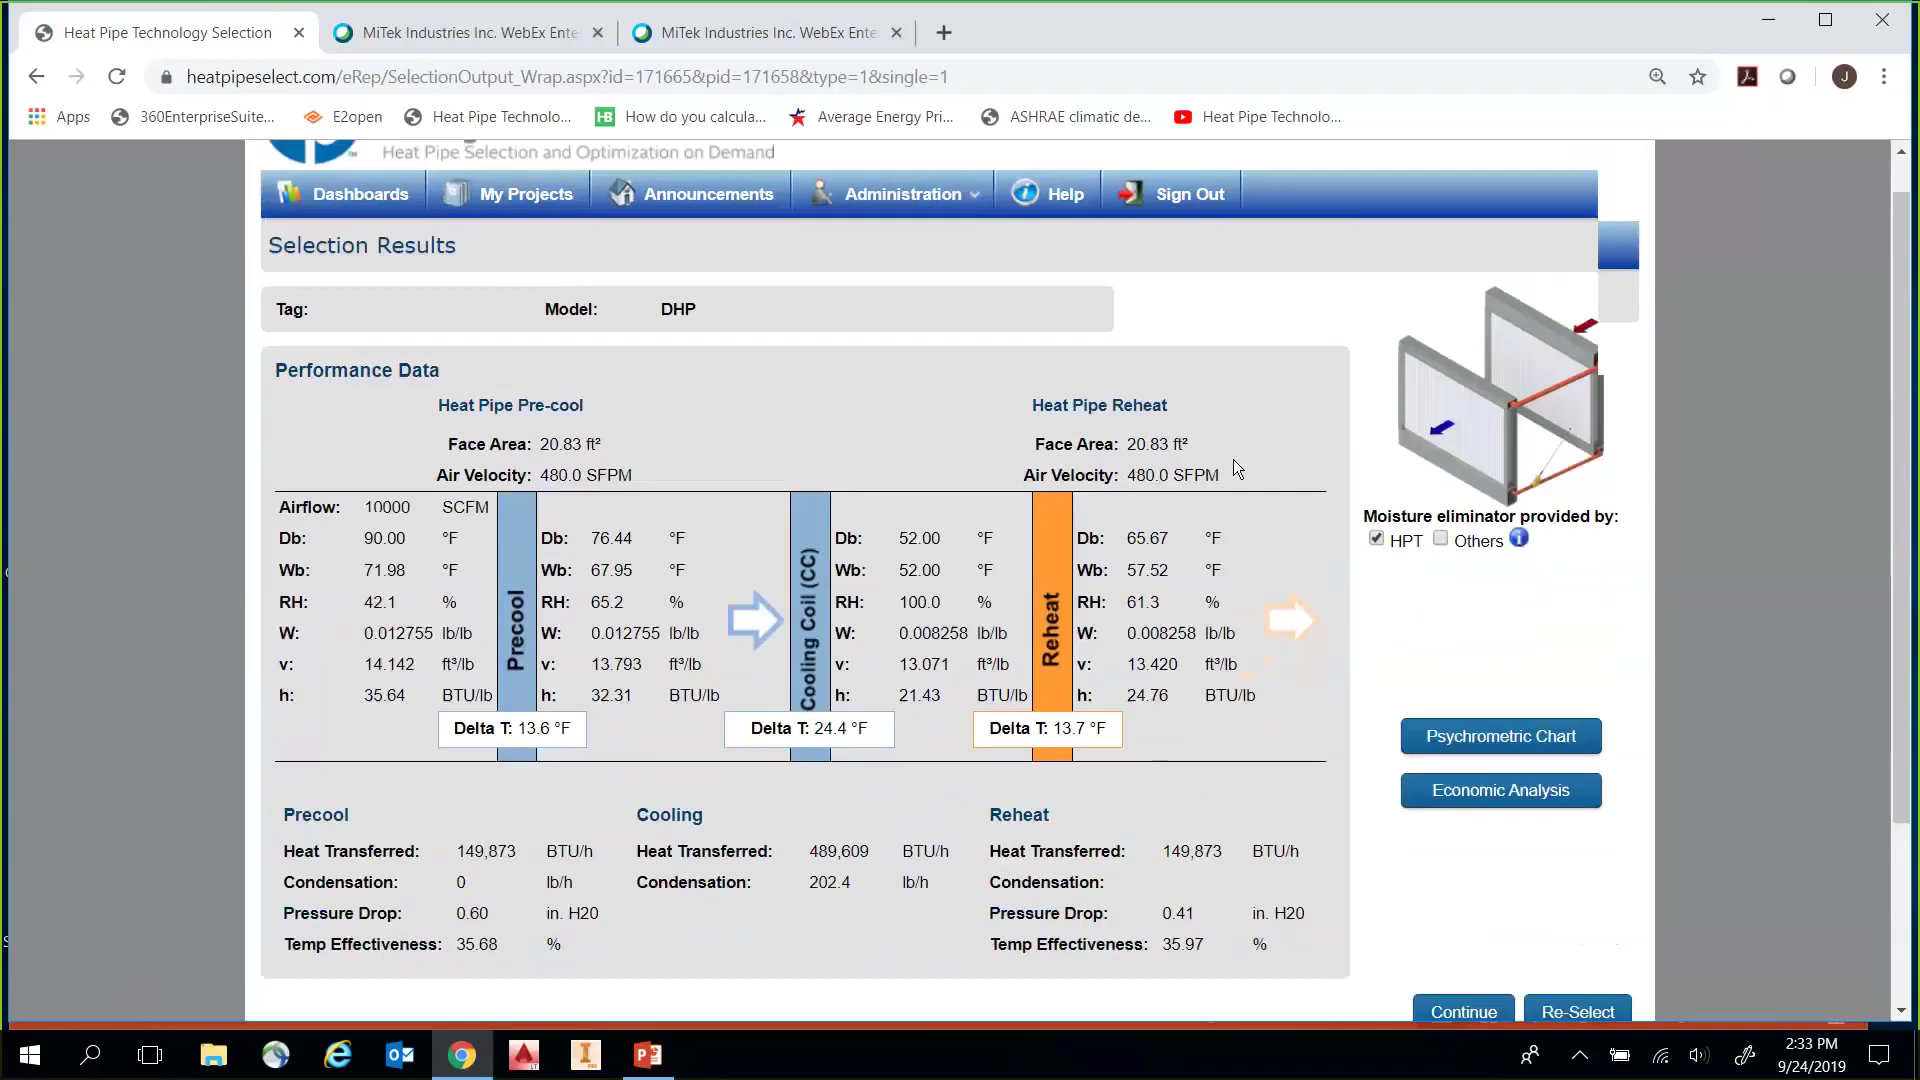 Heat Pipe Technology Selection
MiTek Industries Inc. WebEx Ente
MiTek Industries Inc. WebEx Ente
heatpipeselect.com/eRep/SelectionOutput_Wrap.aspx?id=171665&pid=171658&type=1&single=1
J
Apps 360EnterpriseSuite... E2open Heat Pipe Technolo... HB How do you calcula... Average Energy Pri... ASHRAE climatic de... Heat Pipe Technolo...
Heat Pipe Selection and Optimization on Demand
Dashboards My Projects Announcements Administration Help Sign Out
Selection Results
Tag: Model: DHP
Performance Data
Heat Pipe Pre-cool Heat Pipe Reheat
Face Area: 20.83 ft² Face Area: 20.83 ft²
Air Velocity: 480.0 SFPM Air Velocity: 480.0 SFPM
Airflow: 10000 SCFM
Db: 90.00 °F Db: 76.44 °F Db: 52.00 °F Db: 65.67 °F
Wb: 71.98 °F Wb: 67.95 °F Wb: 52.00 °F Wb: 57.52 °F
RH: 42.1 % RH: 65.2 % RH: 100.0 % RH: 61.3 %
W: 0.012755 lb/lb W: 0.012755 lb/lb W: 0.008258 lb/lb W: 0.008258 lb/lb
v: 14.142 ft³/lb v: 13.793 ft³/lb v: 13.071 ft³/lb v: 13.420 ft³/lb
h: 35.64 BTU/lb h: 32.31 BTU/lb h: 21.43 BTU/lb h: 24.76 BTU/lb
Precool
Cooling Coil (CC)
Reheat
Delta T: 13.6 °F Delta T: 24.4 °F Delta T: 13.7 °F
Moisture eliminator provided by:
HPT Others
Psychrometric Chart
Economic Analysis
Precool Cooling Reheat
Heat Transferred: 149,873 BTU/h Heat Transferred: 489,609 BTU/h Heat Transferred: 149,873 BTU/h
Condensation: 0 lb/h Condensation: 202.4 lb/h Condensation:
Pressure Drop: 0.60 in. H20 Pressure Drop: 0.41 in. H20
Temp Effectiveness: 35.68 % Temp Effectiveness: 35.97 %
Continue Re-Select
2:33 PM
9/24/2019